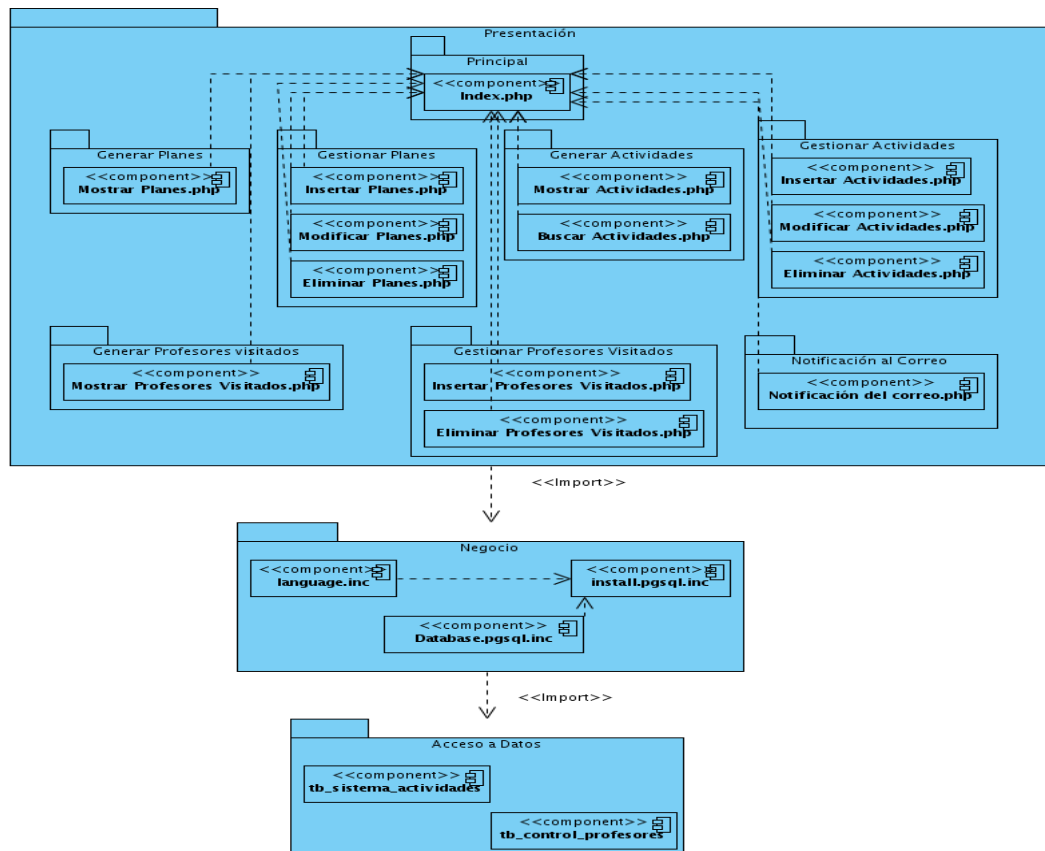 Presentación
Principal
<<component>>
Index.php
Generar Planes
<<component>>
Mostrar Planes.php
Gestionar Planes
<<component>>
Insertar Planes.php
<<component>>
Modificar Planes.php
<<component>>
Eliminar Planes.php
Generar Actividades
<<component>>
Mostrar Actividades.php
<<component>>
Buscar Actividades.php
Gestionar Actividades
<<component>>
Insertar Actividades.php
<<component>>
Modificar Actividades.php
<<component>>
Eliminar Actividades.php
Generar Profesores visitados
<<component>>
Mostrar Profesores Visitados.php
Gestionar Profesores Visitados
<<component>>
Insertar Profesores Visitados.php
<<component>>
Eliminar Profesores Visitados.php
Notificación al Correo
<<component>>
Notificación del correo.php
<<Import>>
Negocio
<<component>>
language.inc
<<component>>
install.pgsql.inc
<<component>>
Database.pgsql.inc
<<Import>>
Acceso a Datos
<<component>>
tb_sistema_actividades
<<component>>
tb_control_profesores